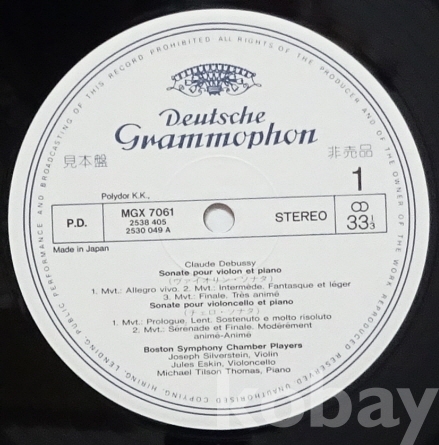 ALL RIGHTS OF THE PRODUCER AND OF THE OWNER OF THE WORK REPRODUCED RESERVED UNAUTHORISED COPYING, HIRING, LENDING, PUBLIC PERFORMANCE AND BROADCASTING OF THIS RECORD PROHIBITED
Deutsche
Grammophon
見本盤
非売品
1
Polydor K.K.,
P.D.
MGX 7061
2538 405
2530 049 A
STEREO
33 1/3
Made in Japan
Claude Debussy
Sonate pour violon et piano
(ヴァイオリン・ソナタ)
1. Mvt.: Allegro vivo. 2. Mvt.: Intermède. Fantasque et léger
3. Mvt.: Finale. Très animé
Sonate pour violoncello et piano
(チェロ・ソナタ)
1. Mvt.: Prologue. Lent. Sostenuto e molto risoluto
2. Mvt.: Sérénade et Finale. Modérément
animé-Animé
Boston Symphony Chamber Players
Joseph Silverstein, Violin
Jules Eskin, Violoncello
Michael Tilson Thomas, Piano
kobay